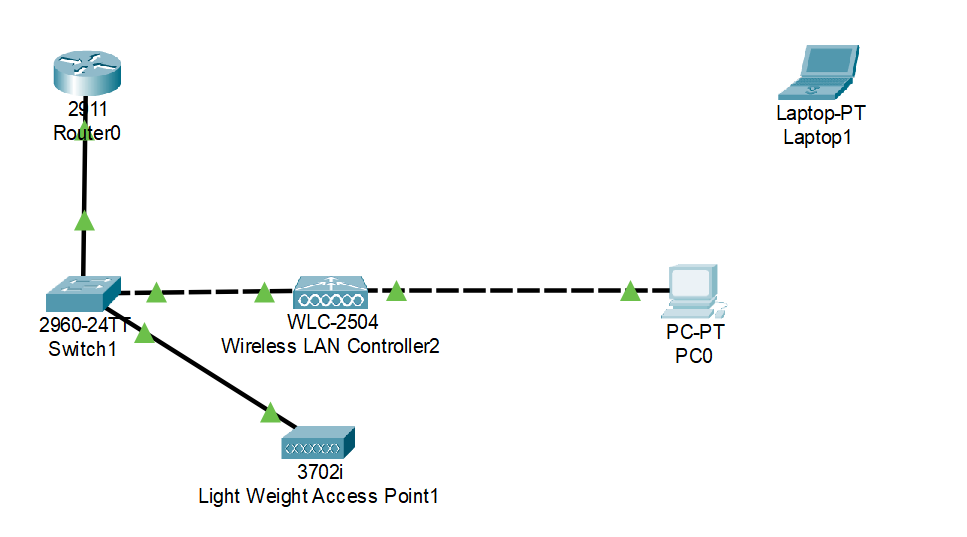 2911
Router0
Laptop-PT
Laptop1
2960-24TT
Switch1
WLC-2504
Wireless LAN Controller2
PC-PT
PC0
3702i
Light Weight Access Point1